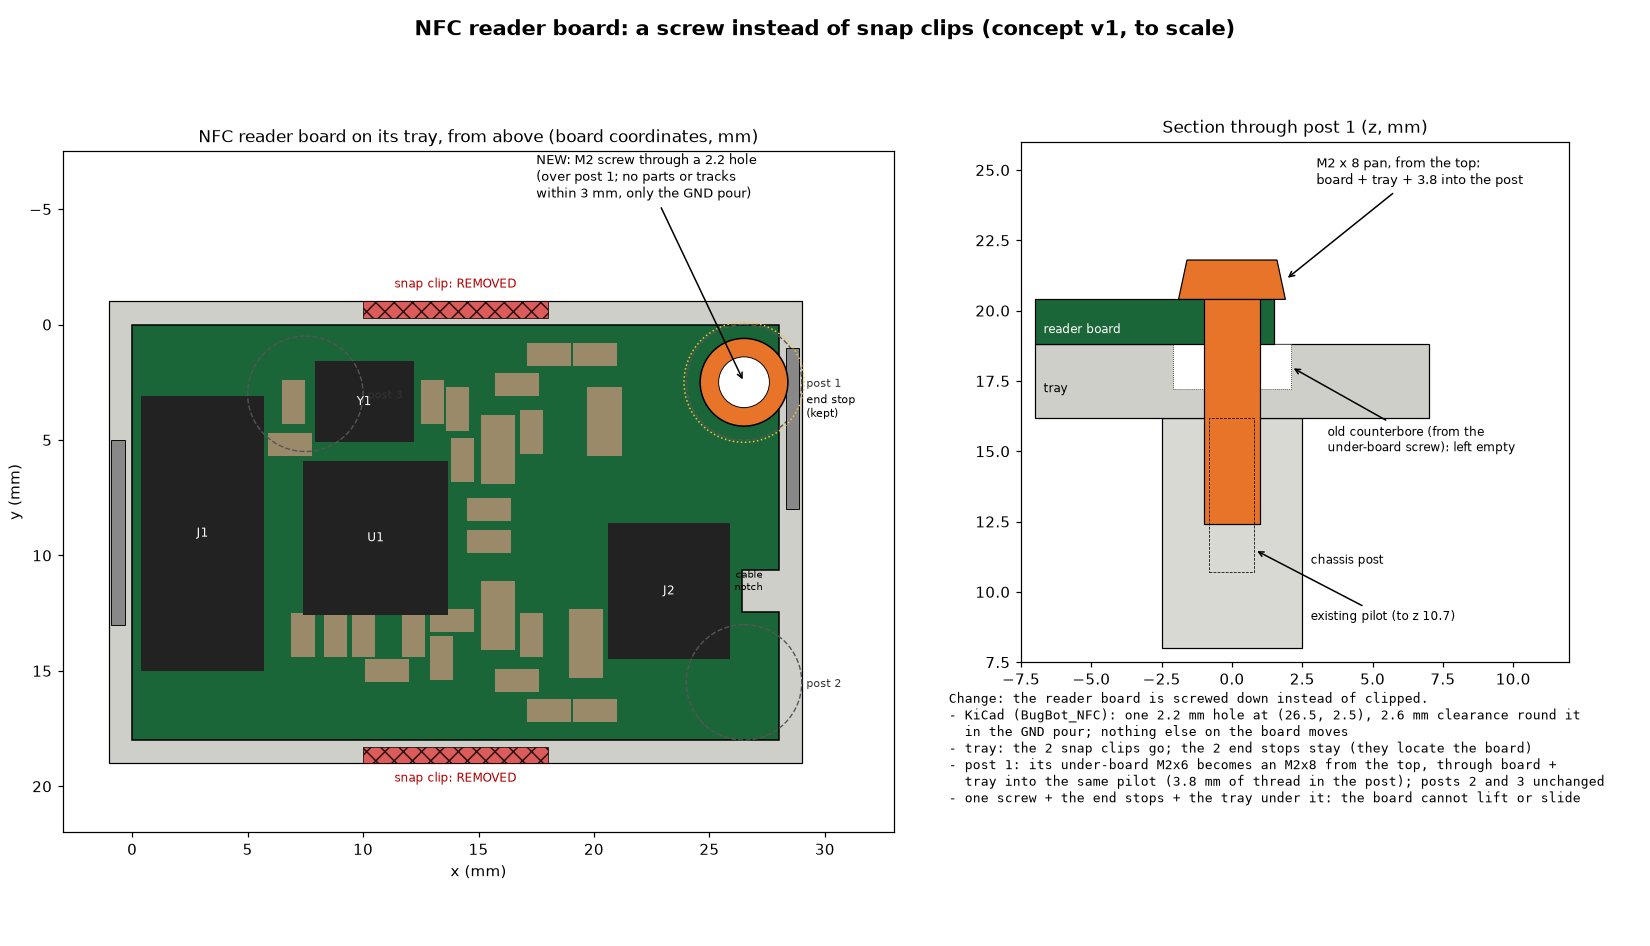 NFC reader board: a screw instead of snap clips (concept v1, to scale)
NFC reader board on its tray, from above (board coordinates, mm)
NEW: M2 screw through a 2.2 hole
(over post 1; no parts or tracks
within 3 mm, only the GND pour)
snap clip: REMOVED
post 1
end stop
(kept)
post 3
Y1
J1
U1
J2
cable
notch
post 2
snap clip: REMOVED
−5
0
5
10
15
20
y (mm)
0
5
10
15
20
25
30
x (mm)
Section through post 1 (z, mm)
M2 x 8 pan, from the top:
board + tray + 3.8 into the post
reader board
tray
old counterbore (from the
under-board screw): left empty
chassis post
existing pilot (to z 10.7)
25.0
22.5
20.0
17.5
15.0
12.5
10.0
7.5
−7.5
−5.0
−2.5
0.0
2.5
5.0
7.5
10.0
Change: the reader board is screwed down instead of clipped.
- KiCad (BugBot_NFC): one 2.2 mm hole at (26.5, 2.5), 2.6 mm clearance round it
in the GND pour; nothing else on the board moves
- tray: the 2 snap clips go; the 2 end stops stay (they locate the board)
- post 1: its under-board M2x6 becomes an M2x8 from the top, through board +
tray into the same pilot (3.8 mm of thread in the post); posts 2 and 3 unchanged
- one screw + the end stops + the tray under it: the board cannot lift or slide